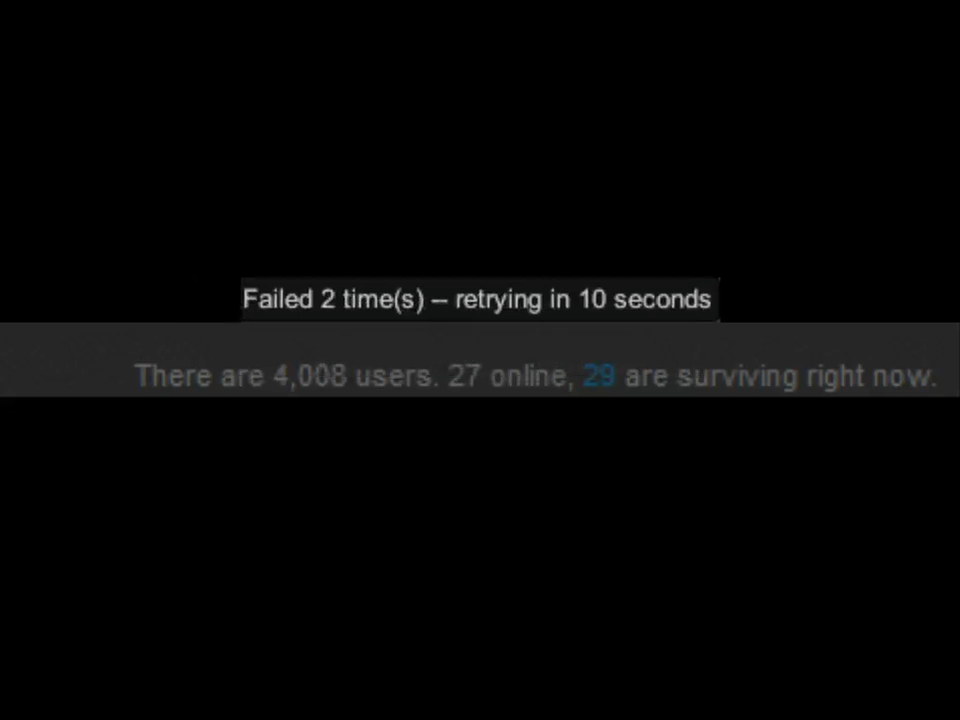 Failed 2 time(s) – retrying in 10 seconds
There are 4,008 users. 27 online, 29 are surviving right now.